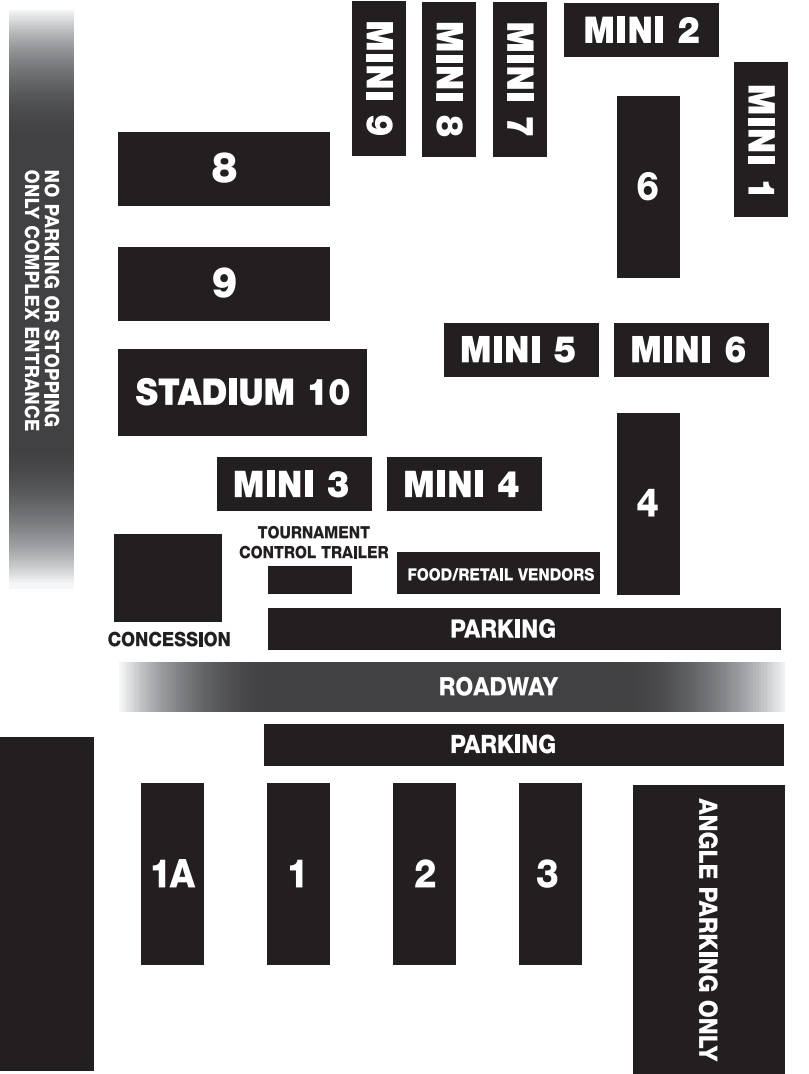 MINI 9
MINI 8
MINI 7
MINI 2
MINI 1
8
6
NO PARKING OR STOPPING
ONLY COMPLEX ENTRANCE
9
MINI 5
MINI 6
STADIUM 10
MINI 3
MINI 4
4
TOURNAMENT
CONTROL TRAILER
FOOD/RETAIL VENDORS
CONCESSION
PARKING
ROADWAY
PARKING
1A
1
2
3
ANGLE PARKING ONLY